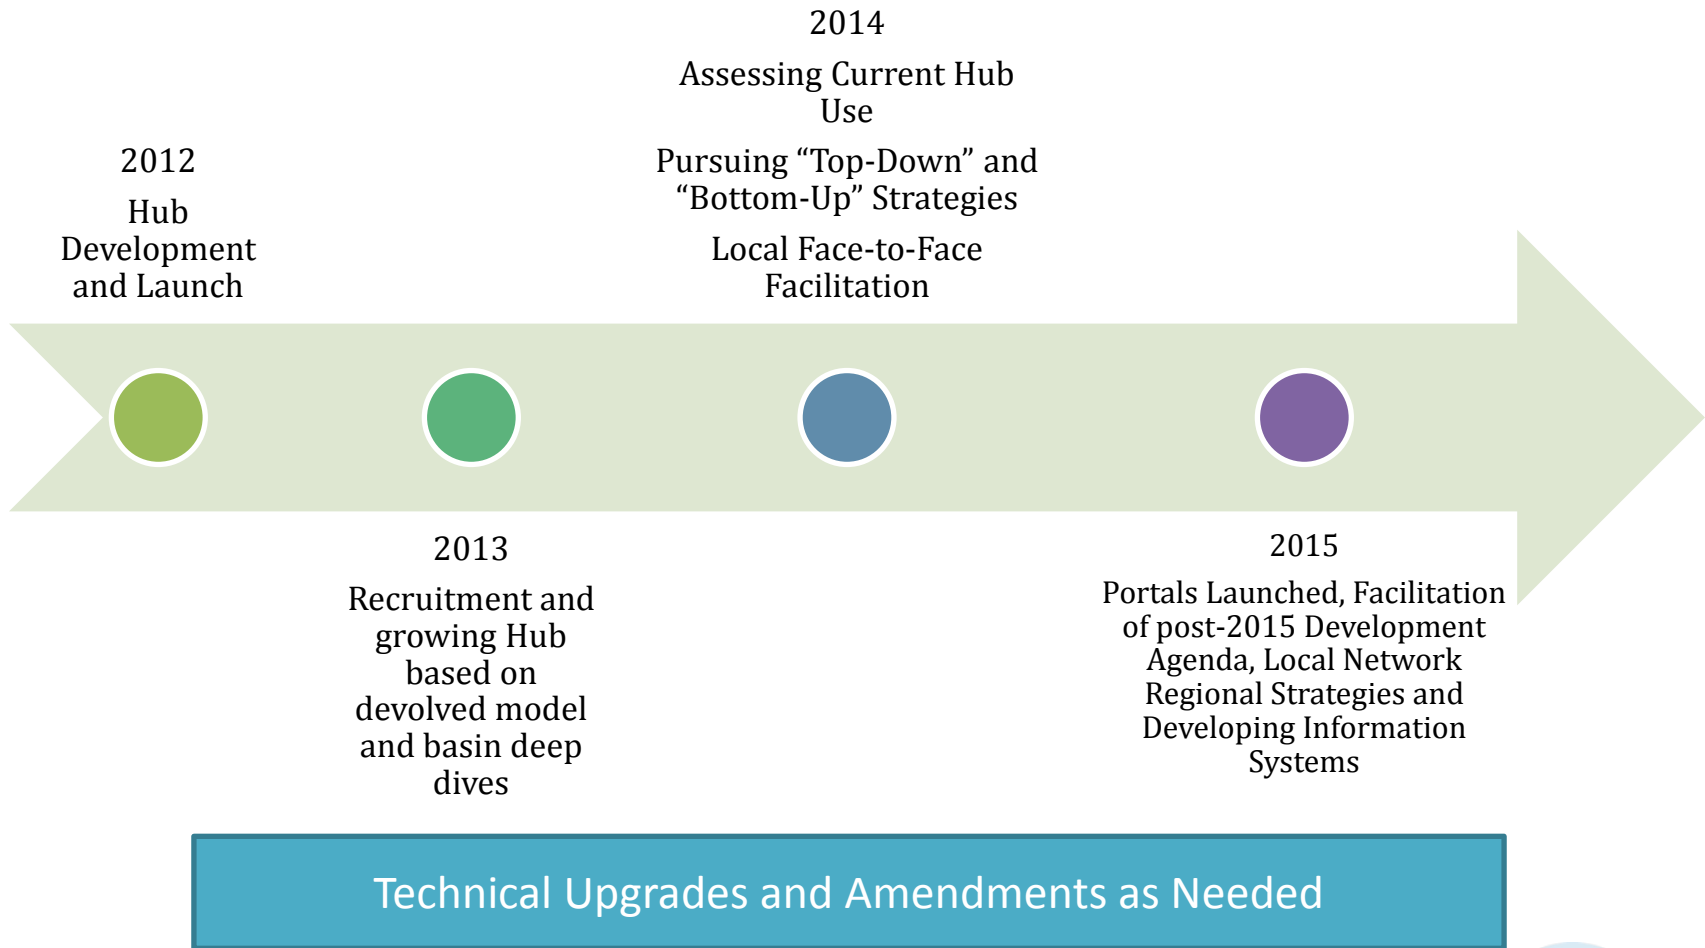 2012
Hub
Development
and Launch
2013
Recruitment and
growing Hub
based on
devolved model
and basin deep
dives
2014
Assessing Current Hub
Use
Pursuing “Top-Down” and
“Bottom-Up” Strategies
Local Face-to-Face
Facilitation
2015
Portals Launched, Facilitation
of post-2015 Development
Agenda, Local Network
Regional Strategies and
Developing Information
Systems
Technical Upgrades and Amendments as Needed